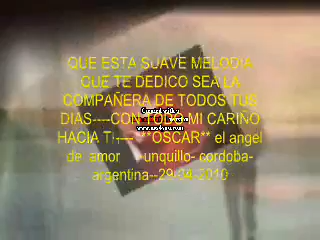 QUE ESTA SUAVE MELODIA
QUE TE DEDICO SEA LA
COMPAÑERA DE TODOS TUS
DIAS----CON TODO MI CARIÑO
HACIA TI---***OSCAR** el angel
de amor unquillo- cordoba-
argentina--29-04-2010